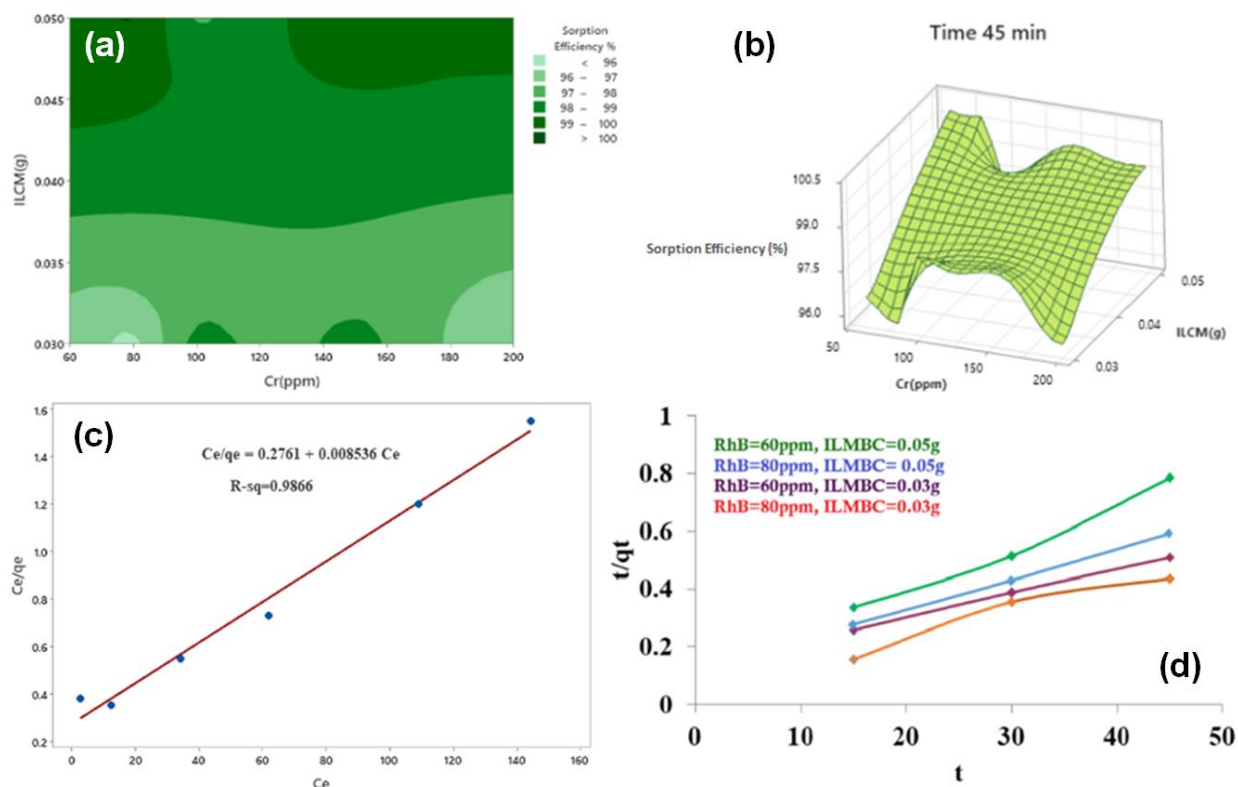 (a)
Sorption
Efficiency %
< 96
96 – 97
97 – 98
98 – 99
99 – 100
> 100
0.050
0.045
0.040
0.035
0.030
ILCM(g)
60 80 100 120 140 160 180 200
Cr(ppm)
(b)
Time 45 min
100.5
99.0
97.5
96.0
Sorption Efficiency (%)
50 100 150 200
Cr(ppm)
0.05
0.04
0.03
ILCM(g)
(c)
Ce/qe = 0.2761 + 0.008536 Ce
R-sq=0.9866
1.6
1.4
1.2
1.0
0.8
0.6
0.4
0.2
Ce/qe
0 20 40 60 80 100 120 140 160
Ce
RhB=60ppm, ILMBC=0.05g
RhB=80ppm, ILMBC= 0.05g
RhB=60ppm, ILMBC=0.03g
RhB=80ppm, ILMBC=0.03g
1
0.8
0.6
0.4
0.2
0
t/qt
(d)
0 10 20 30 40 50
t